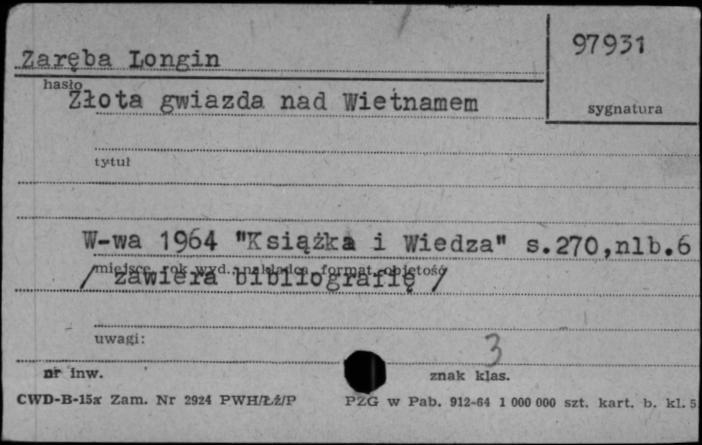 97931
Zaręba Longin
hasło
Złota gwiazda nad Wietnamem
sygnatura
tytuł
W-wa 1964 "Książka i Wiedza" s.270,nlb.6
miejsce, rok wyd., nakładca, format, objętość
/ zawiera bibliografię /
uwagi:
3
nr inw.
znak klas.
CWD-B-15x Zam. Nr 2924 PWH/Łź/P
PZG w Pab. 912-64 1 000 000 szt. kart. b. kl. 5